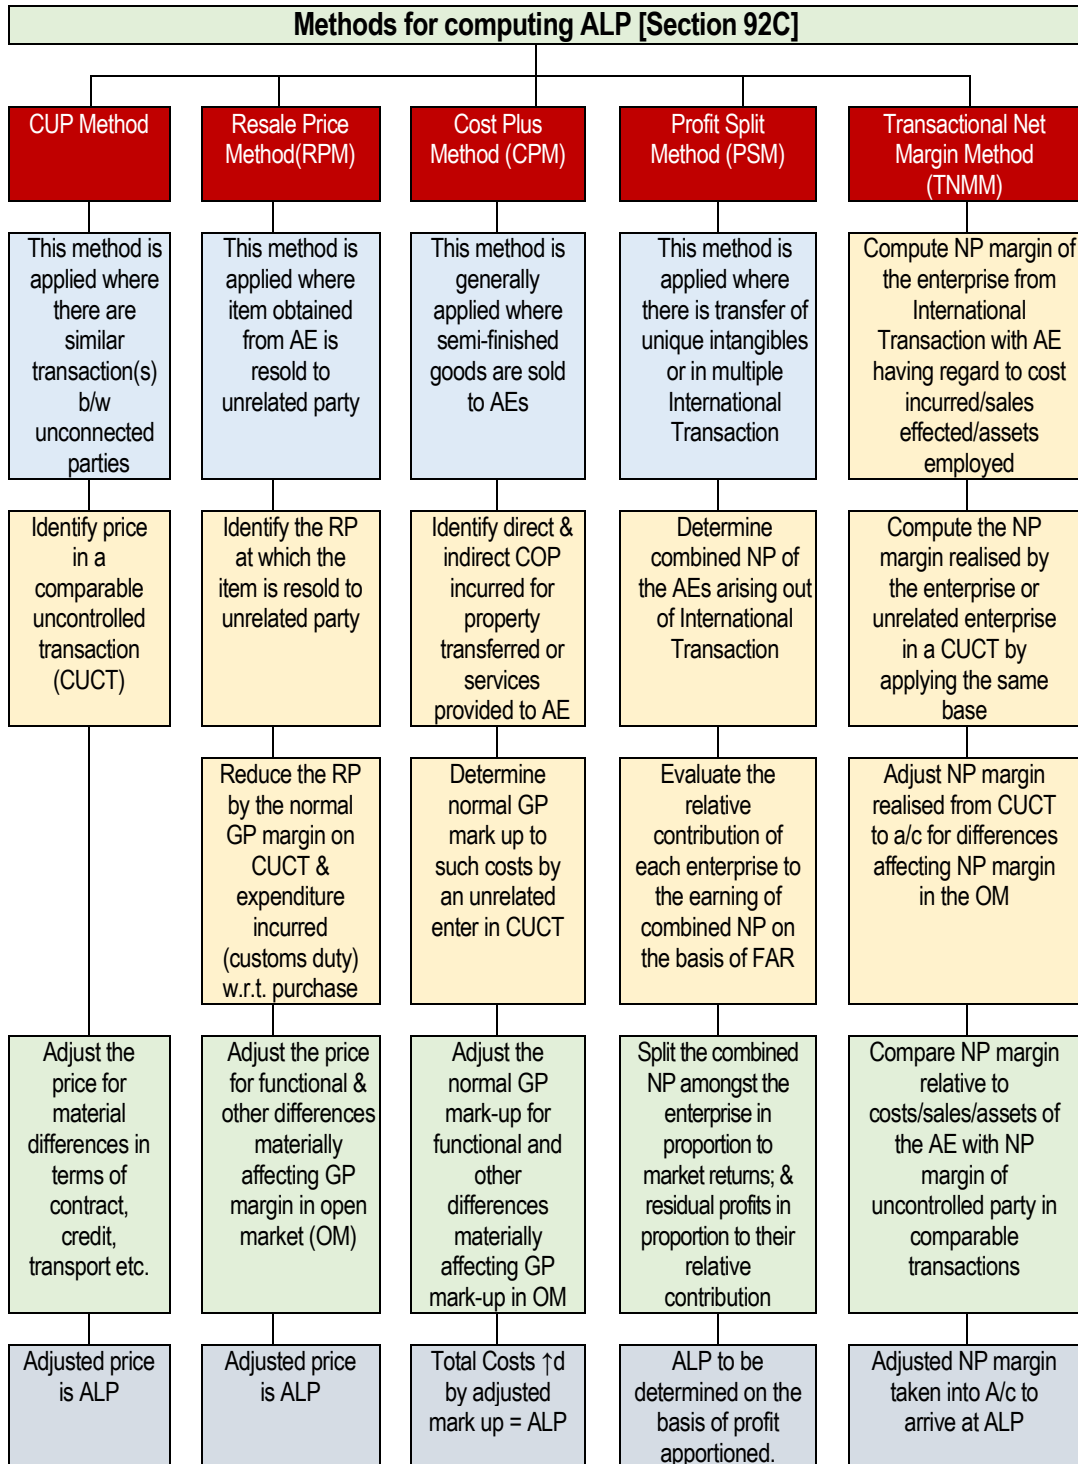 Methods for computing ALP [Section 92C]
CUP Method
Resale Price
Method(RPM)
Cost Plus
Method (CPM)
Profit Split
Method (PSM)
Transactional Net
Margin Method
(TNMM)
This method is
applied where
there are
similar
transaction(s)
b/w
unconnected
parties
This method is
applied where
item obtained
from AE is
resold to
unrelated party
This method is
generally
applied where
semi-finished
goods are sold
to AEs
This method is
applied where
there is transfer of
unique intangibles
or in multiple
International
Transaction
Compute NP margin of
the enterprise from
International
Transaction with AE
having regard to cost
incurred/sales
effected/assets
employed
Identify price
in a
comparable
uncontrolled
transaction
(CUCT)
Identify the RP
at which the
item is resold to
unrelated party
Identify direct &
indirect COP
incurred for
property
transferred or
services
provided to AE
Determine
combined NP of
the AEs arising out
of International
Transaction
Compute the NP
margin realised by
the enterprise or
unrelated enterprise
in a CUCT by
applying the same
base
Reduce the RP
by the normal
GP margin on
CUCT &
expenditure
incurred
(customs duty)
w.r.t. purchase
Determine
normal GP
mark up to
such costs by
an unrelated
enter in CUCT
Evaluate the
relative
contribution of
each enterprise to
the earning of
combined NP on
the basis of FAR
Adjust NP margin
realised from CUCT
to a/c for differences
affecting NP margin
in the OM
Adjust the
price for
material
differences in
terms of
contract,
credit,
transport etc.
Adjust the price
for functional &
other differences
materially
affecting GP
margin in open
market (OM)
Adjust the
normal GP
mark-up for
functional and
other
differences
materially
affecting GP
mark-up in OM
Split the combined
NP amongst the
enterprise in
proportion to
market returns; &
residual profits in
proportion to their
relative
contribution
Compare NP margin
relative to
costs/sales/assets of
the AE with NP
margin of
uncontrolled party in
comparable
transactions
Adjusted price
is ALP
Adjusted price
is ALP
Total Costs ↑d
by adjusted
mark up = ALP
ALP to be
determined on the
basis of profit
apportioned.
Adjusted NP margin
taken into A/c to
arrive at ALP